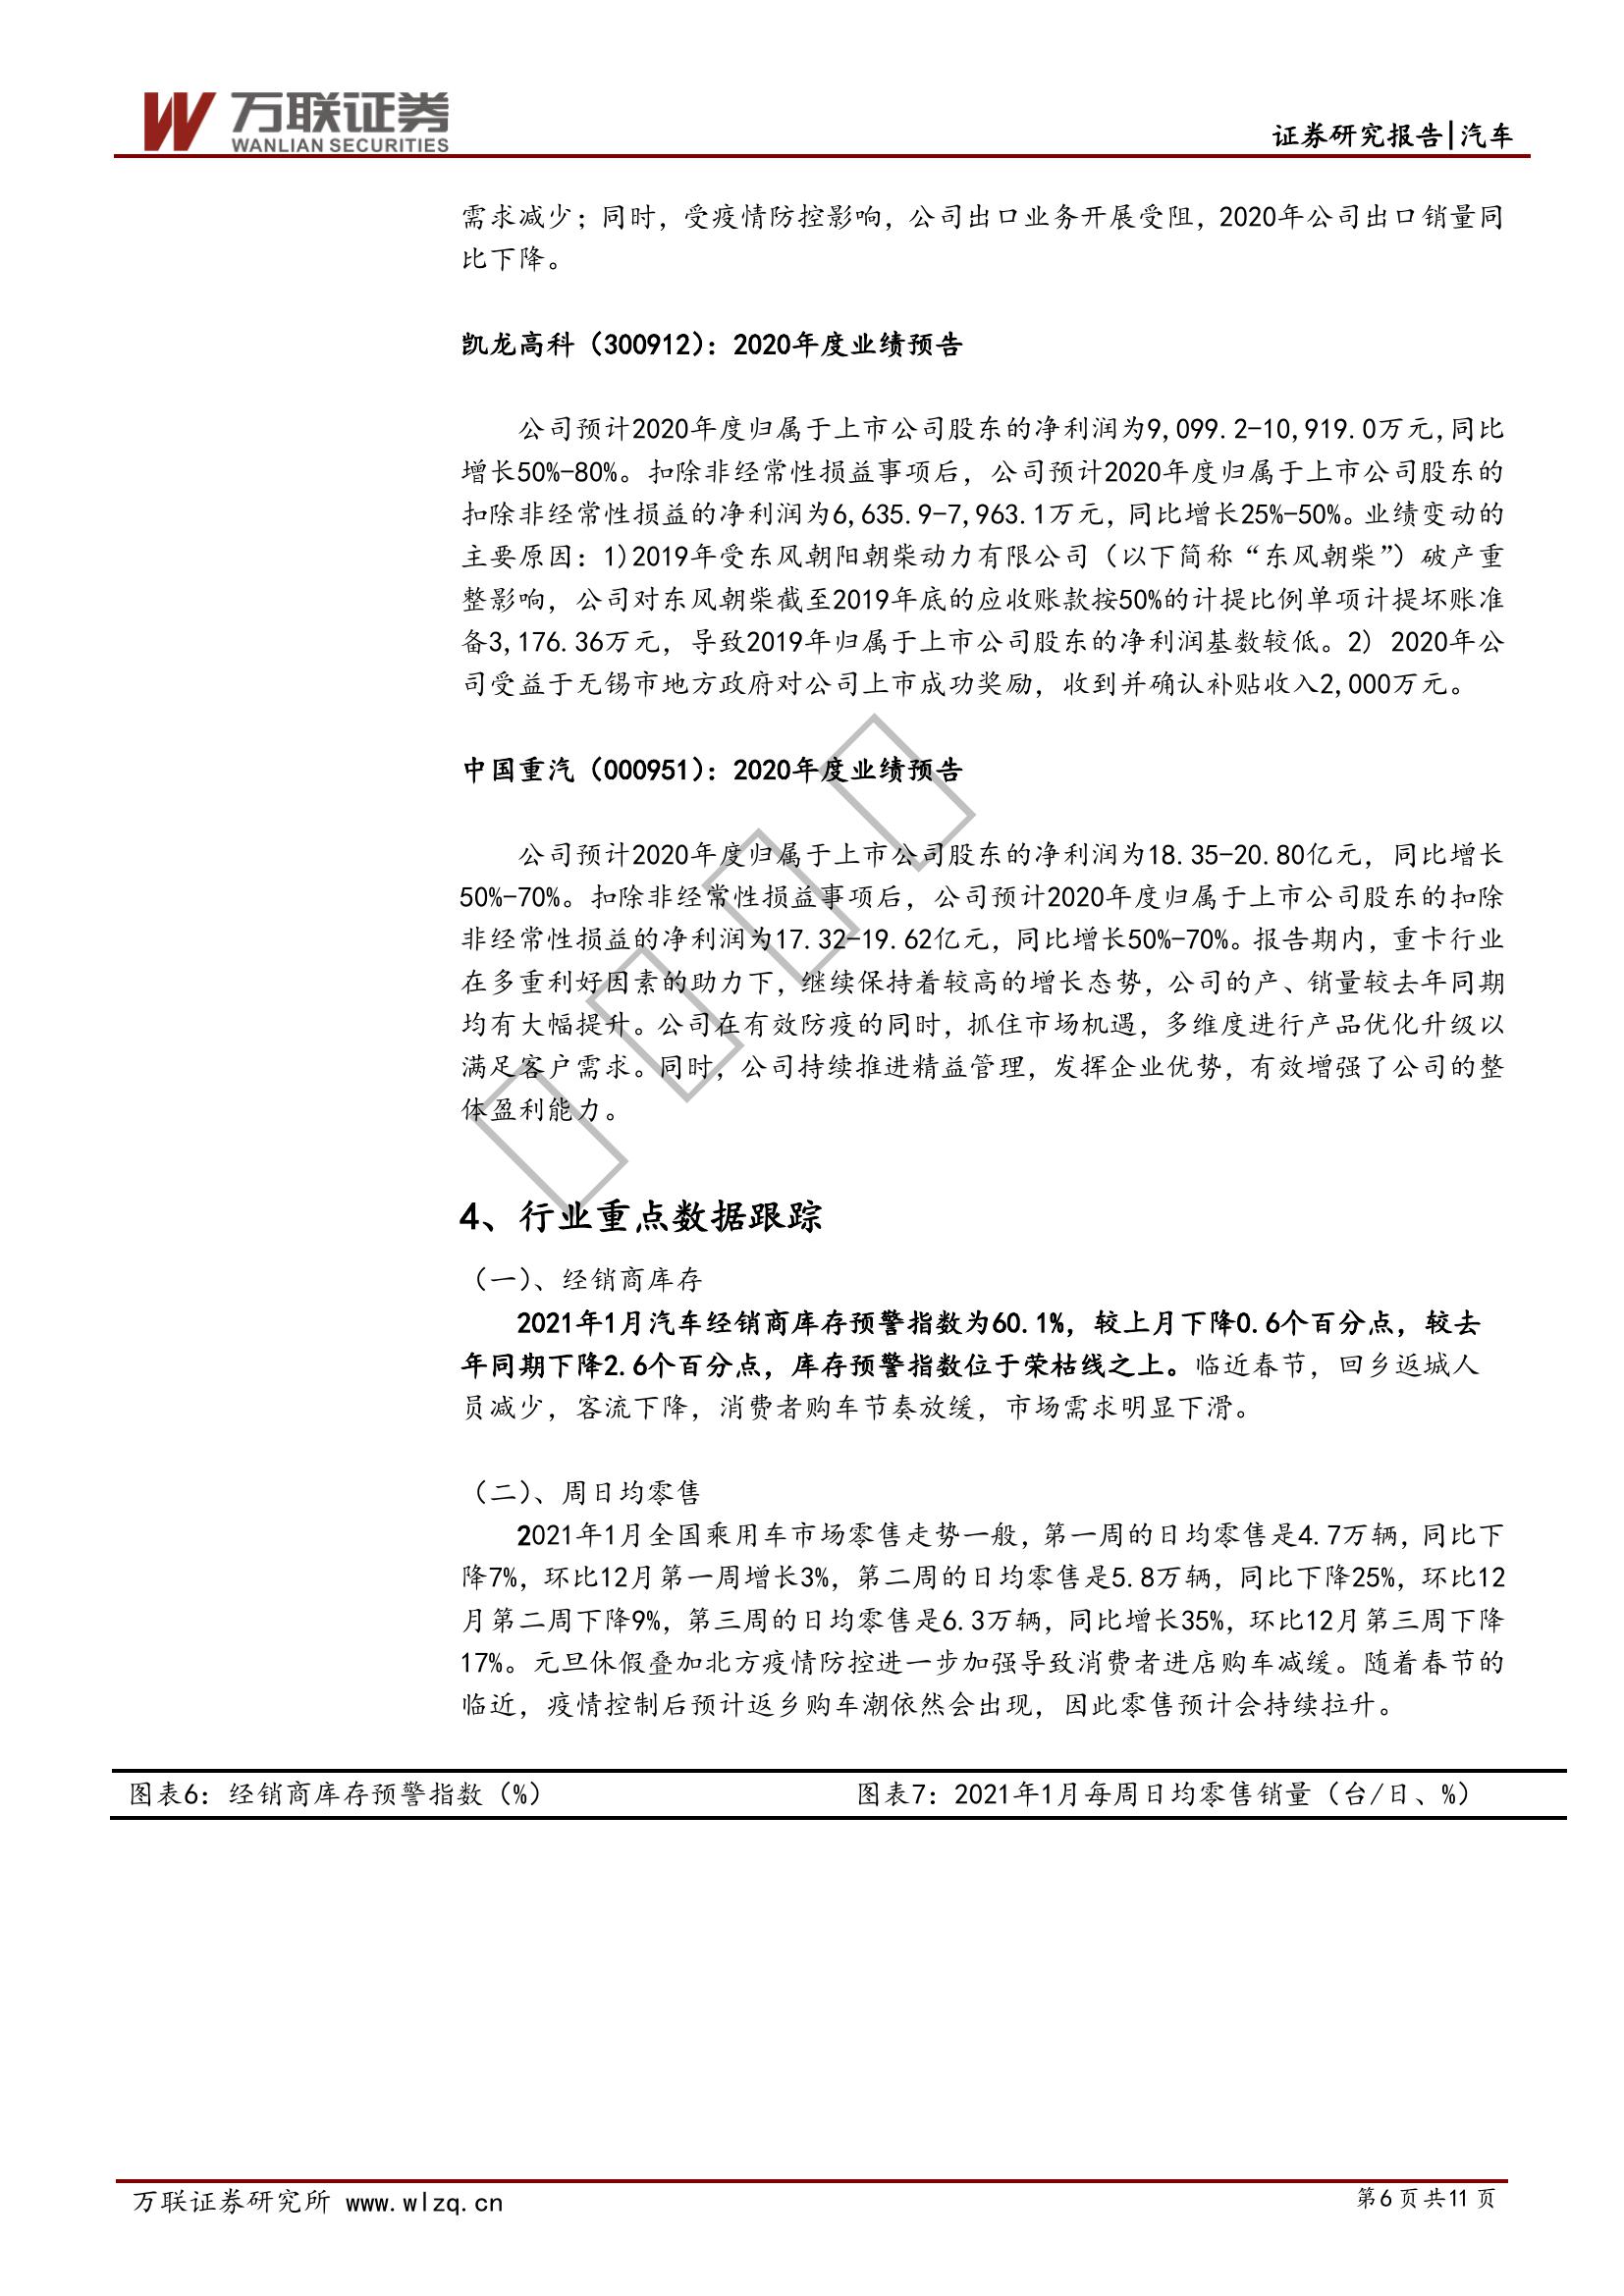 万联证券
WANLIAN SECURITIES
证券研究报告|汽车
需求减少；同时，受疫情防控影响，公司出口业务开展受阻，2020年公司出口销量同
比下降。
凯龙高科（300912）：2020年度业绩预告
公司预计2020年度归属于上市公司股东的净利润为9,099.2-10,919.0万元,同比
增长50%-80%。扣除非经常性损益事项后，公司预计2020年度归属于上市公司股东的
扣除非经常性损益的净利润为6,635.9-7,963.1万元，同比增长25%-50%。业绩变动的
主要原因：1)2019年受东风朝阳朝柴动力有限公司（以下简称“东风朝柴”）破产重
整影响，公司对东风朝柴截至2019年底的应收账款按50%的计提比例单项计提坏账准
备3,176.36万元，导致2019年归属于上市公司股东的净利润基数较低。2) 2020年公
司受益于无锡市地方政府对公司上市成功奖励，收到并确认补贴收入2,000万元。
中国重汽（000951）：2020年度业绩预告
公司预计2020年度归属于上市公司股东的净利润为18.35-20.80亿元，同比增长
50%-70%。扣除非经常性损益事项后，公司预计2020年度归属于上市公司股东的扣除
非经常性损益的净利润为17.32-19.62亿元，同比增长50%-70%。报告期内，重卡行业
在多重利好因素的助力下，继续保持着较高的增长态势，公司的产、销量较去年同期
均有大幅提升。公司在有效防疫的同时，抓住市场机遇，多维度进行产品优化升级以
满足客户需求。同时，公司持续推进精益管理，发挥企业优势，有效增强了公司的整
体盈利能力。
4、行业重点数据跟踪
（一）、经销商库存
2021年1月汽车经销商库存预警指数为60.1%，较上月下降0.6个百分点，较去
年同期下降2.6个百分点，库存预警指数位于荣枯线之上。临近春节，回乡返城人
员减少，客流下降，消费者购车节奏放缓，市场需求明显下滑。
（二）、周日均零售
2021年1月全国乘用车市场零售走势一般，第一周的日均零售是4.7万辆，同比下
降7%，环比12月第一周增长3%，第二周的日均零售是5.8万辆，同比下降25%，环比12
月第二周下降9%，第三周的日均零售是6.3万辆，同比增长35%，环比12月第三周下降
17%。元旦休假叠加北方疫情防控进一步加强导致消费者进店购车减缓。随着春节的
临近，疫情控制后预计返乡购车潮依然会出现，因此零售预计会持续拉升。
图表6：经销商库存预警指数（%）
图表7：2021年1月每周日均零售销量（台/日、%）
万联证券研究所 www.wlzq.cn
第6页共11页